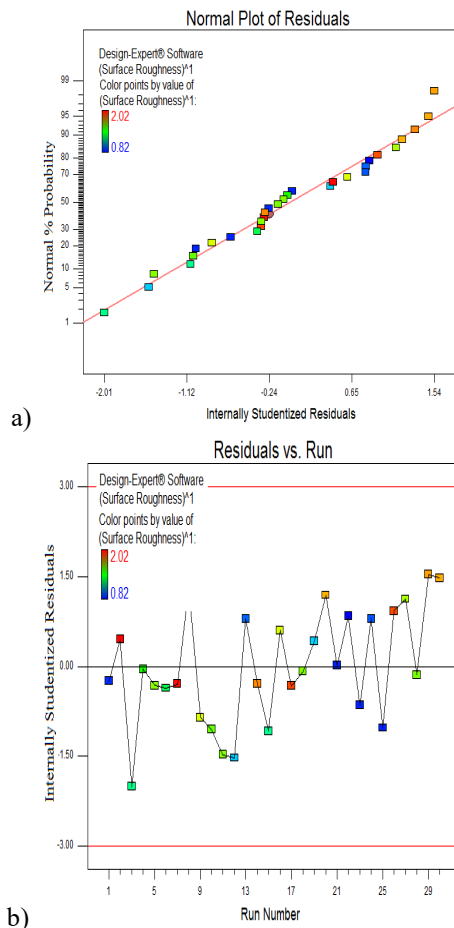 Normal Plot of Residuals
Design-Expert® Software
(Surface Roughness)^1
Color points by value of
(Surface Roughness)^1:
2.02
0.82
Normal % Probability
99
95
90
80
70
50
30
20
10
5
1
-2.01
-1.12
-0.24
0.65
1.54
Internally Studentized Residuals
a)
Residuals vs. Run
Design-Expert® Software
(Surface Roughness)^1
Color points by value of
(Surface Roughness)^1:
2.02
0.82
Internally Studentized Residuals
3.00
1.50
0.00
-1.50
-3.00
1
5
9
13
17
21
25
29
Run Number
b)